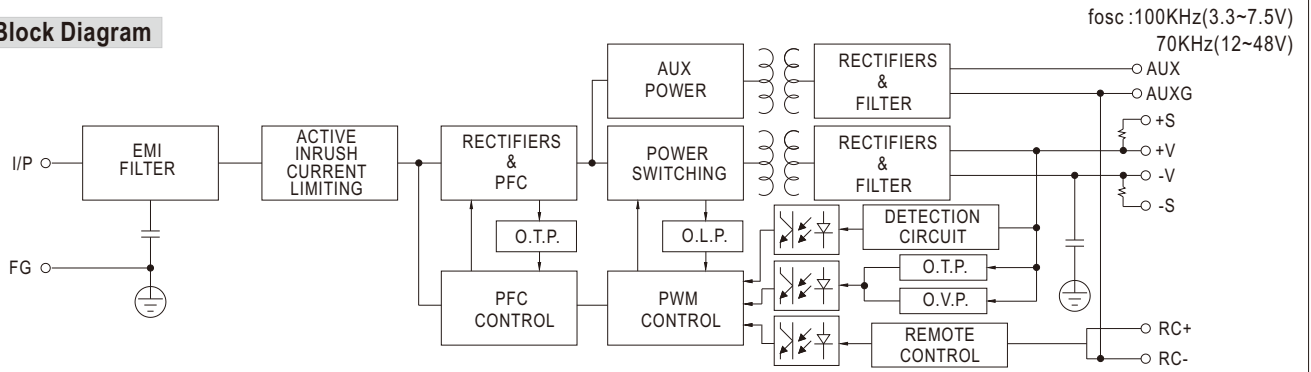 Block Diagram
fosc :100KHz(3.3~7.5V)
70KHz(12~48V)
I/P
EMI
FILTER
ACTIVE
INRUSH
CURRENT
LIMITING
RECTIFIERS
&
PFC
AUX
POWER
RECTIFIERS
&
FILTER
AUX
AUXG
POWER
SWITCHING
RECTIFIERS
&
FILTER
+S
+V
-V
-S
O.T.P.
O.L.P.
DETECTION
CIRCUIT
FG
PFC
CONTROL
PWM
CONTROL
O.T.P.
O.V.P.
REMOTE
CONTROL
RC+
RC-